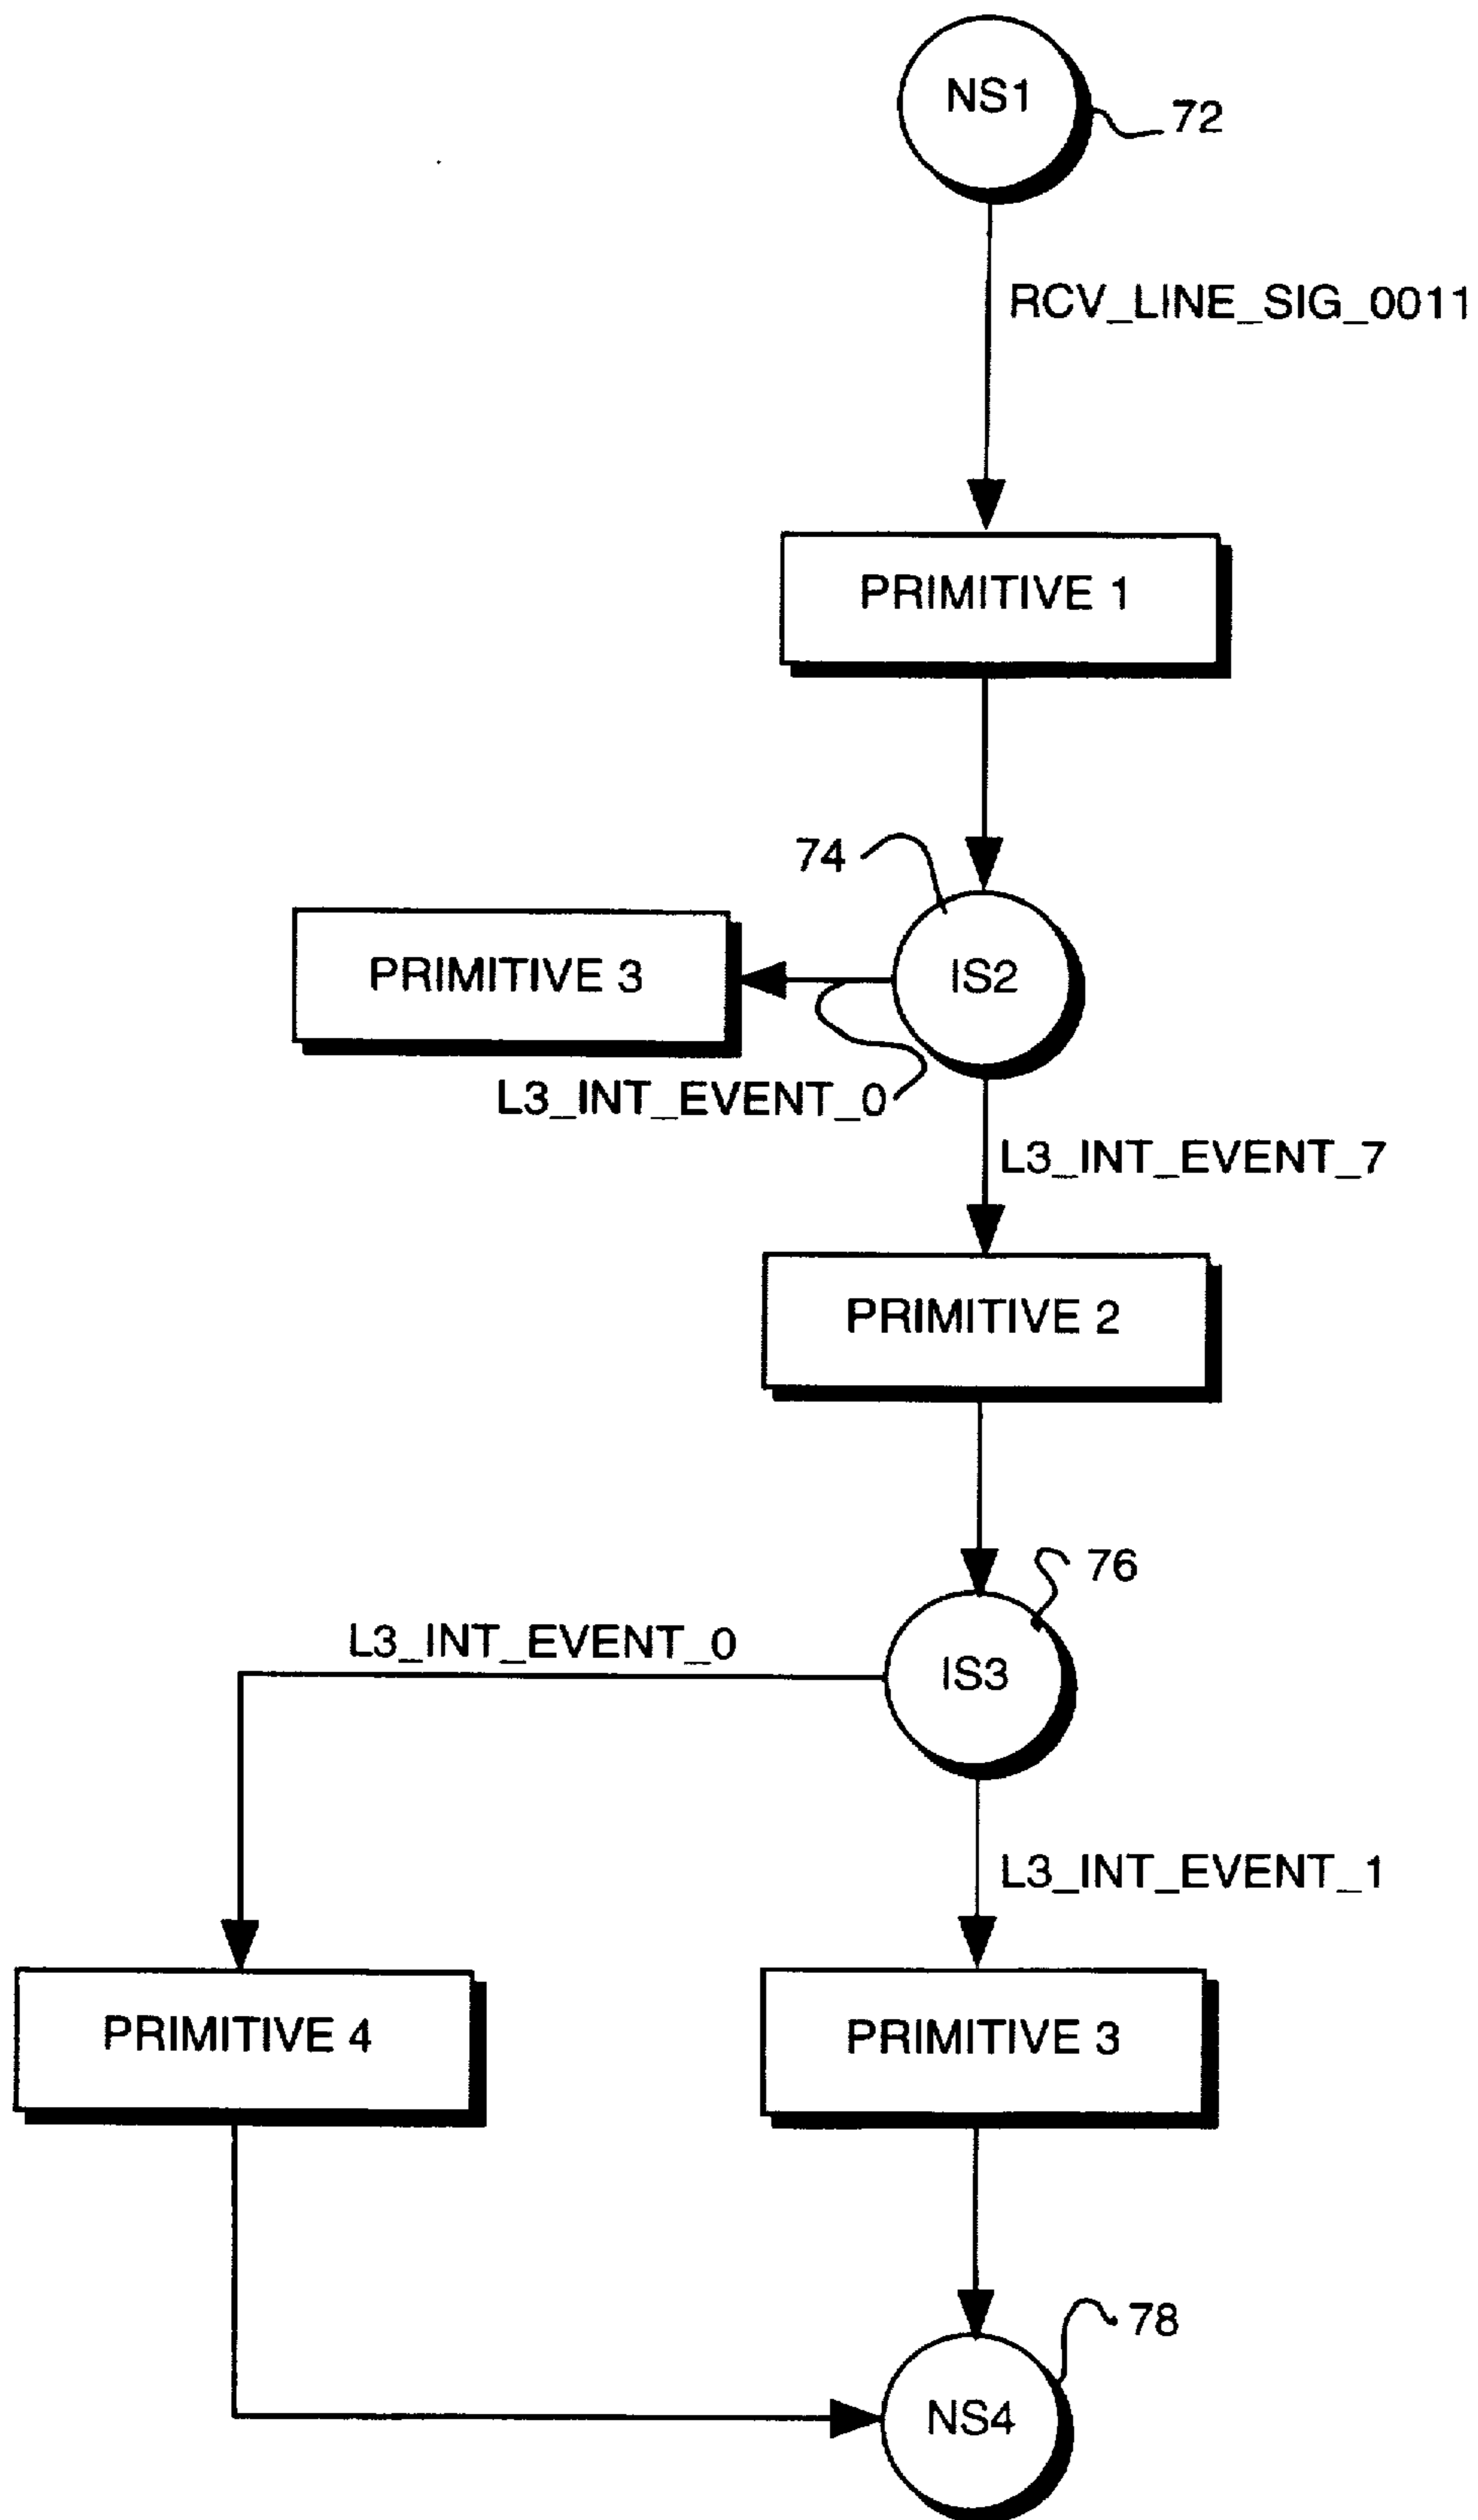 NS1
72
RCV_LINE_SIG_0011
PRIMITIVE 1
74
PRIMITIVE 3
IS2
L3_INT_EVENT_0
L3_INT_EVENT_7
PRIMITIVE 2
76
L3_INT_EVENT_0
IS3
L3_INT_EVENT_1
PRIMITIVE 4
PRIMITIVE 3
78
NS4